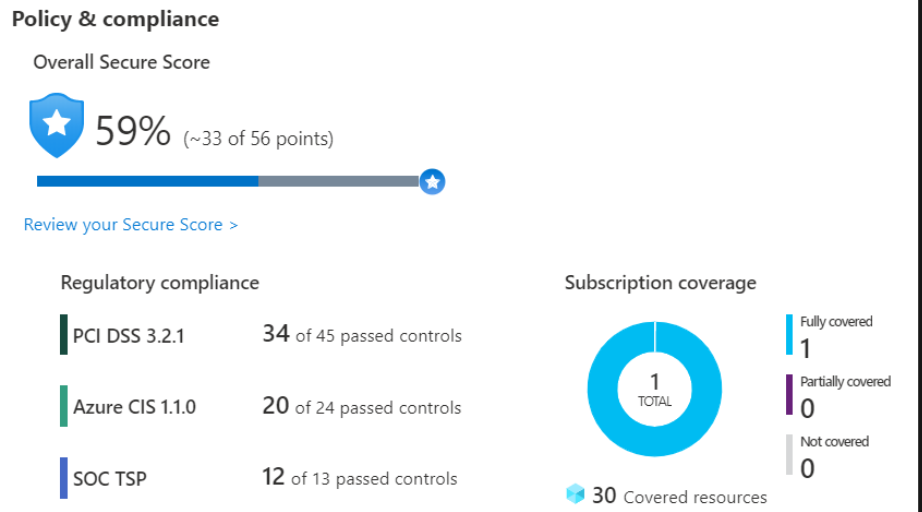 Policy & compliance
Overall Secure Score
59% (~33 of 56 points)
Review your Secure Score >
Regulatory compliance
PCI DSS 3.2.1 34 of 45 passed controls
Azure CIS 1.1.0 20 of 24 passed controls
SOC TSP 12 of 13 passed controls
Subscription coverage
1
TOTAL
Fully covered
1
Partially covered
0
Not covered
0
30 Covered resources